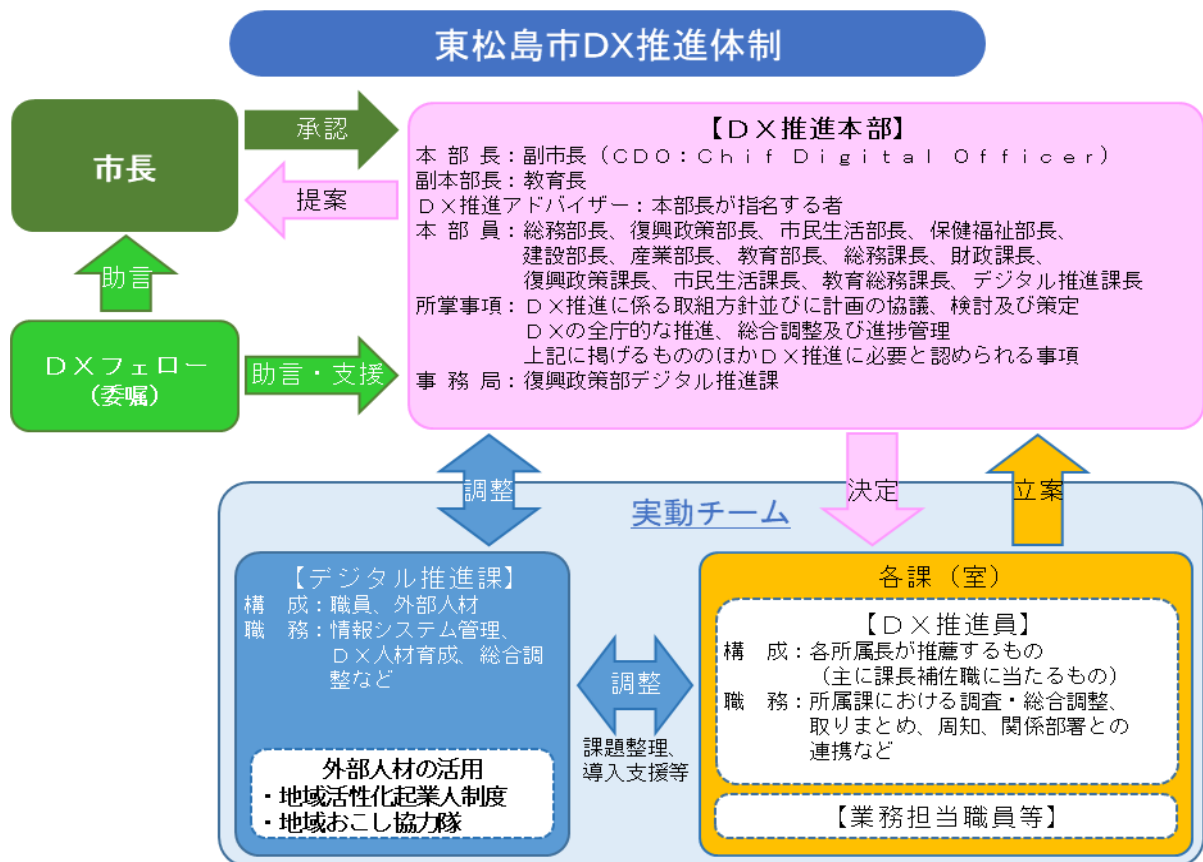 東松島市DX推進体制
市長
承認
提案
助言
DXフェロー
(委嘱)
助言・支援
【ＤＸ推進本部】
本 部 長：副市長（ＣＤＯ：Ｃｈｉｆ　Ｄｉｇｉｔａｌ　Ｏｆｆｉｃｅｒ）
副本部長：教育長
ＤＸ推進アドバイザー：本部長が指名する者
本 部 員：総務部長、復興政策部長、市民生活部長、保健福祉部長、
建設部長、産業部長、教育部長、総務課長、財政課長、
復興政策課長、市民生活課長、教育総務課長、デジタル推進課長
所掌事項：ＤＸ推進に係る取組方針並びに計画の協議、検討及び策定
ＤＸの全庁的な推進、総合調整及び進捗管理
上記に掲げるもののほかＤＸ推進に必要と認められる事項
事 務 局：復興政策部デジタル推進課
調整
決定
立案
実動チーム
【デジタル推進課】
構　成：職員、外部人材
職　務：情報システム管理、
ＤＸ人材育成、総合調
整など
外部人材の活用
・地域活性化起業人制度
・地域おこし協力隊
調整
課題整理、
導入支援等
各課（室）
【ＤＸ推進員】
構　成：各所属長が推薦するもの
（主に課長補佐職に当たるもの）
職　務：所属課における調査・総合調整、
取りまとめ、周知、関係部署との
連携など
【業務担当職員等】